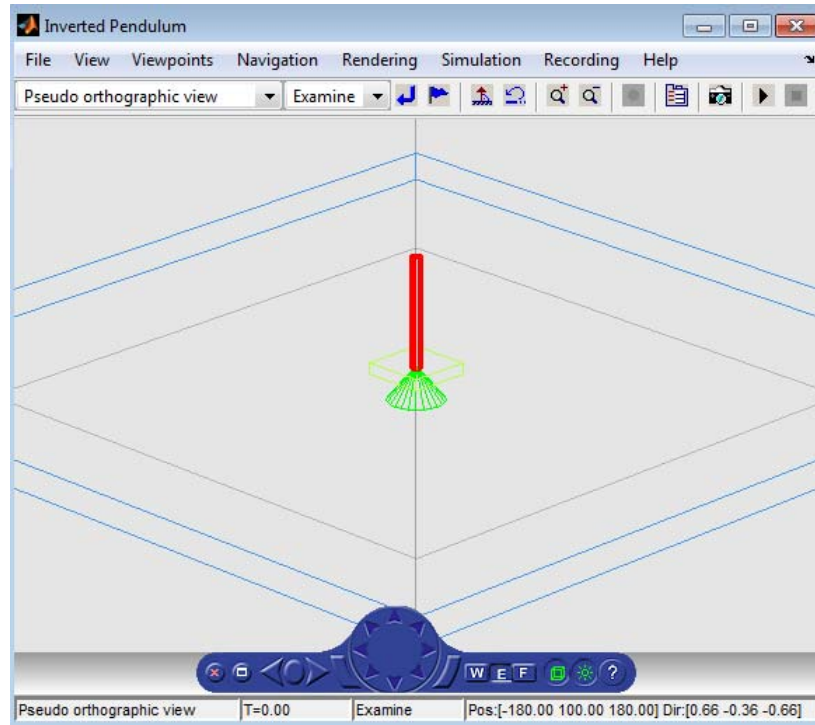 Inverted Pendulum
File View Viewpoints Navigation Rendering Simulation Recording Help
Pseudo orthographic view Examine
W E F ?
Pseudo orthographic view T=0.00 Examine Pos:[-180.00 100.00 180.00] Dir:[0.66 -0.36 -0.66]